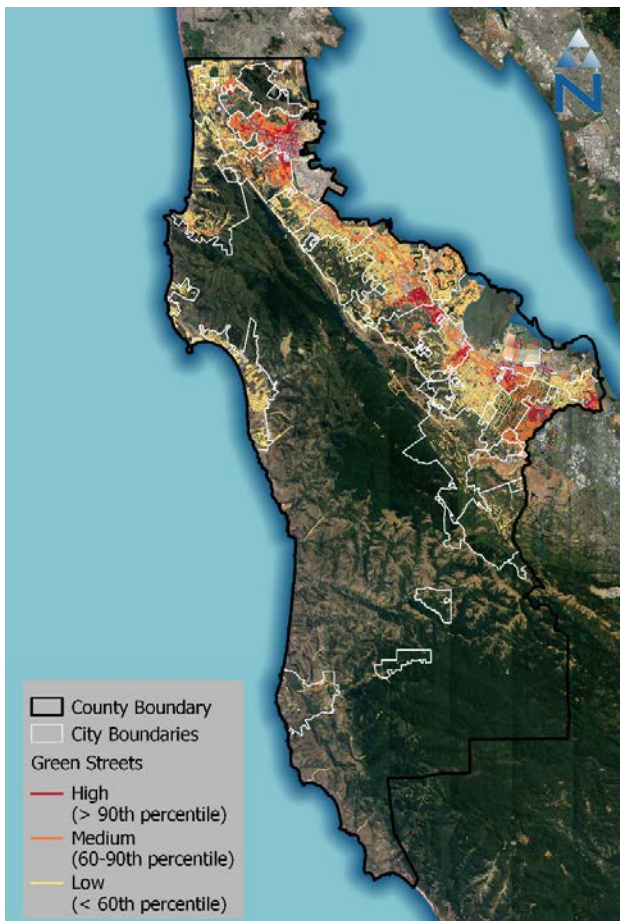 N
County Boundary
City Boundaries
Green Streets
High
(> 90th percentile)
Medium
(60-90th percentile)
Low
(< 60th percentile)